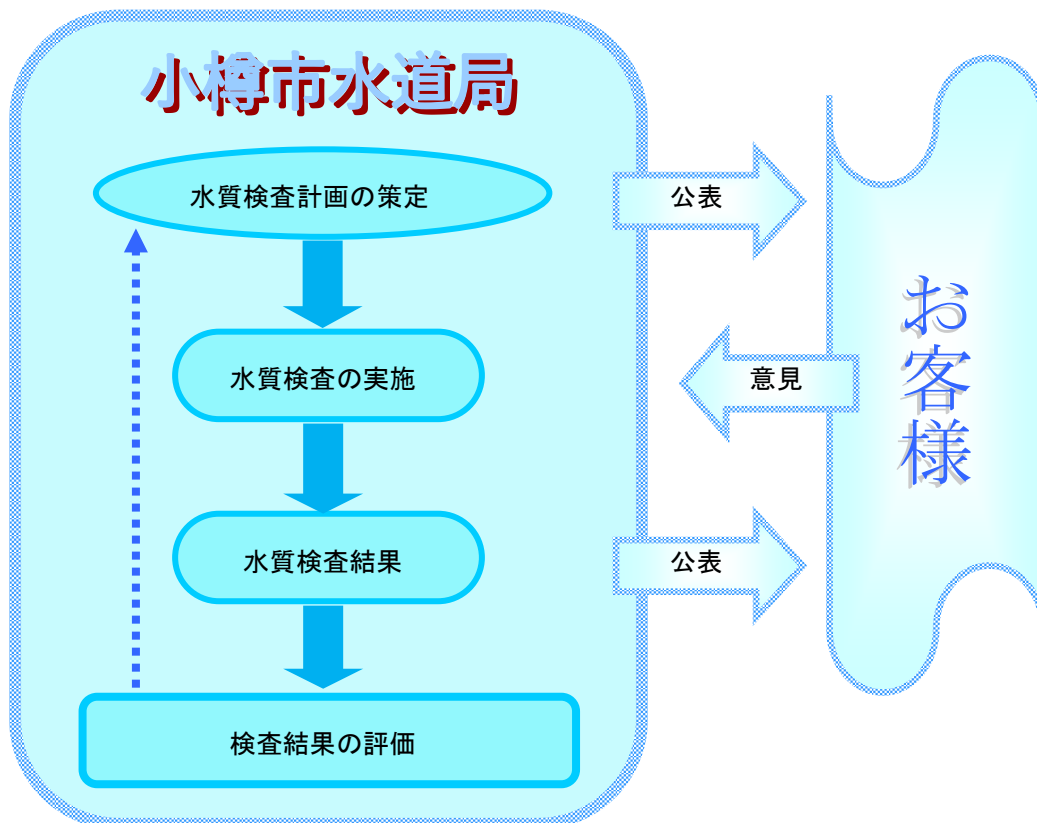 小樽市水道局
水質検査計画の策定
公表
水質検査の実施
意見
水質検査結果
公表
検査結果の評価
お客様